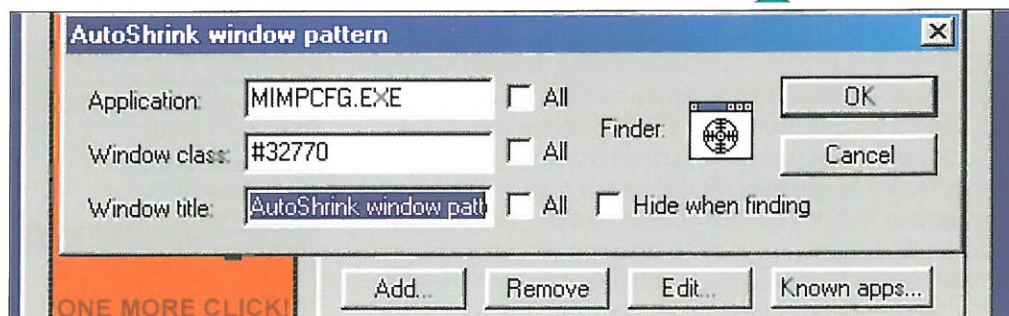 AutoShrink window pattern
Application: MIMPCFG.EXE All
Finder: OK
Window class: #32770 All
Cancel
Window title: AutoShrink window patt All Hide when finding
Add... Remove Edit... Known apps...
ONE MORE CLICK!